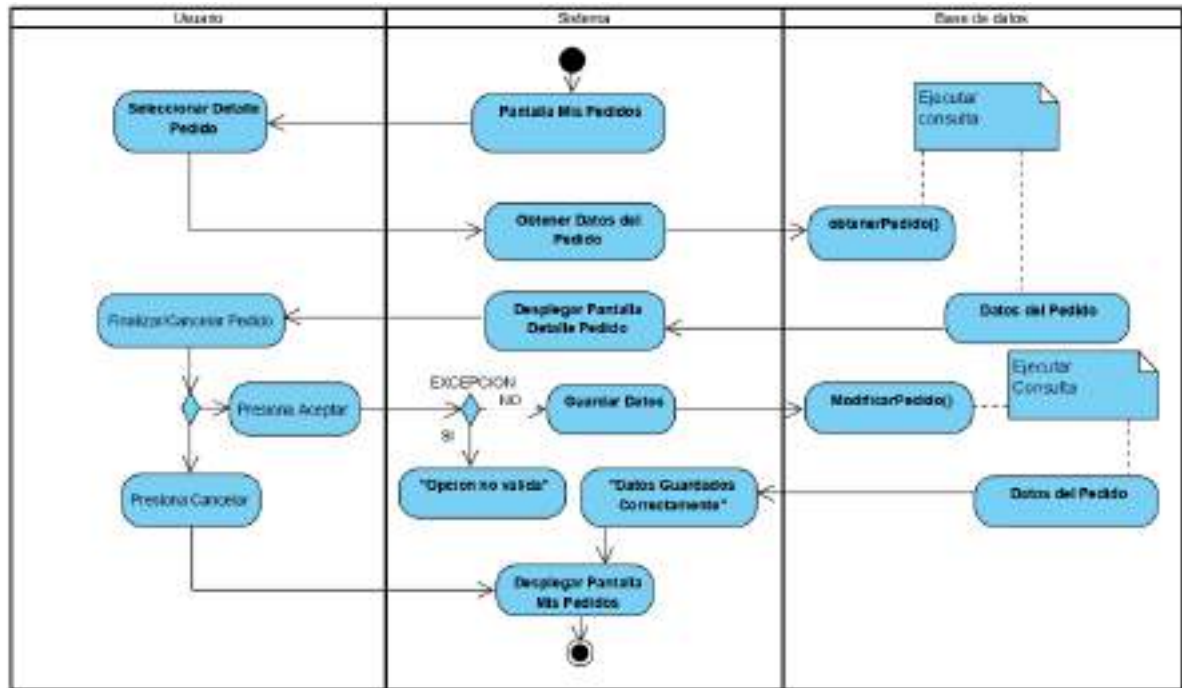 Usuario
Sistema
Base de datos
Seleccionar Detalle
Pedido
Pantalla Mis Pedidos
Ejecutar
consulta
Obtener Datos del
Pedido
obtenerPedido()
Finalizar/Cancelar Pedido
Desplegar Pantalla
Detalle Pedido
Datos del Pedido
Ejecutar
Consulta
EXCEPCION
NO
Presiona Aceptar
Guardar Datos
ModificarPedido()
SI
Presiona Cancelar
"Opcion no valida"
"Datos Guardados
Correctamente"
Datos del Pedido
Desplegar Pantalla
Mis Pedidos